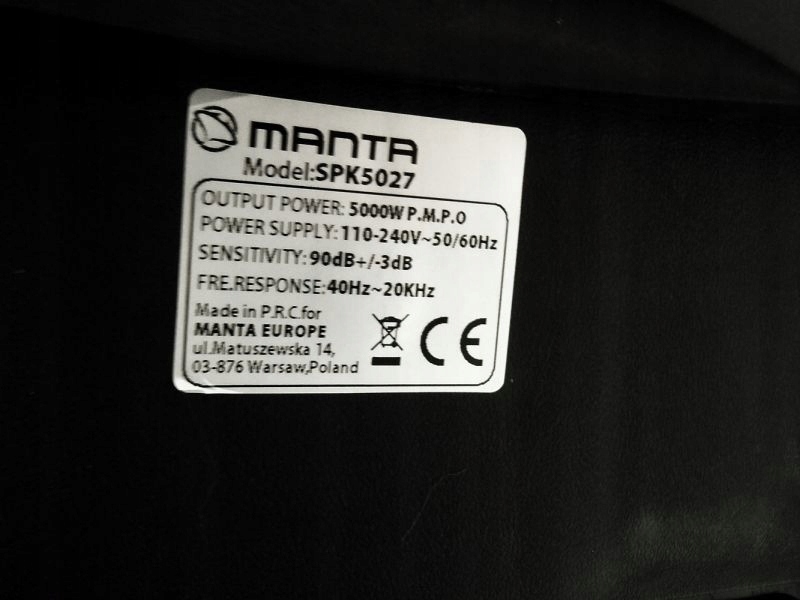 MANTA
Model:SPK5027
OUTPUT POWER: 5000W P.M.P.O
POWER SUPPLY: 110-240V~50/60Hz
SENSITIVITY: 90dB+/-3dB
FRE.RESPONSE: 40Hz~20KHz
Made in P.R.C.for
MANTA EUROPE
ul.Matuszewska 14,
03-876 Warsaw,Poland
CE